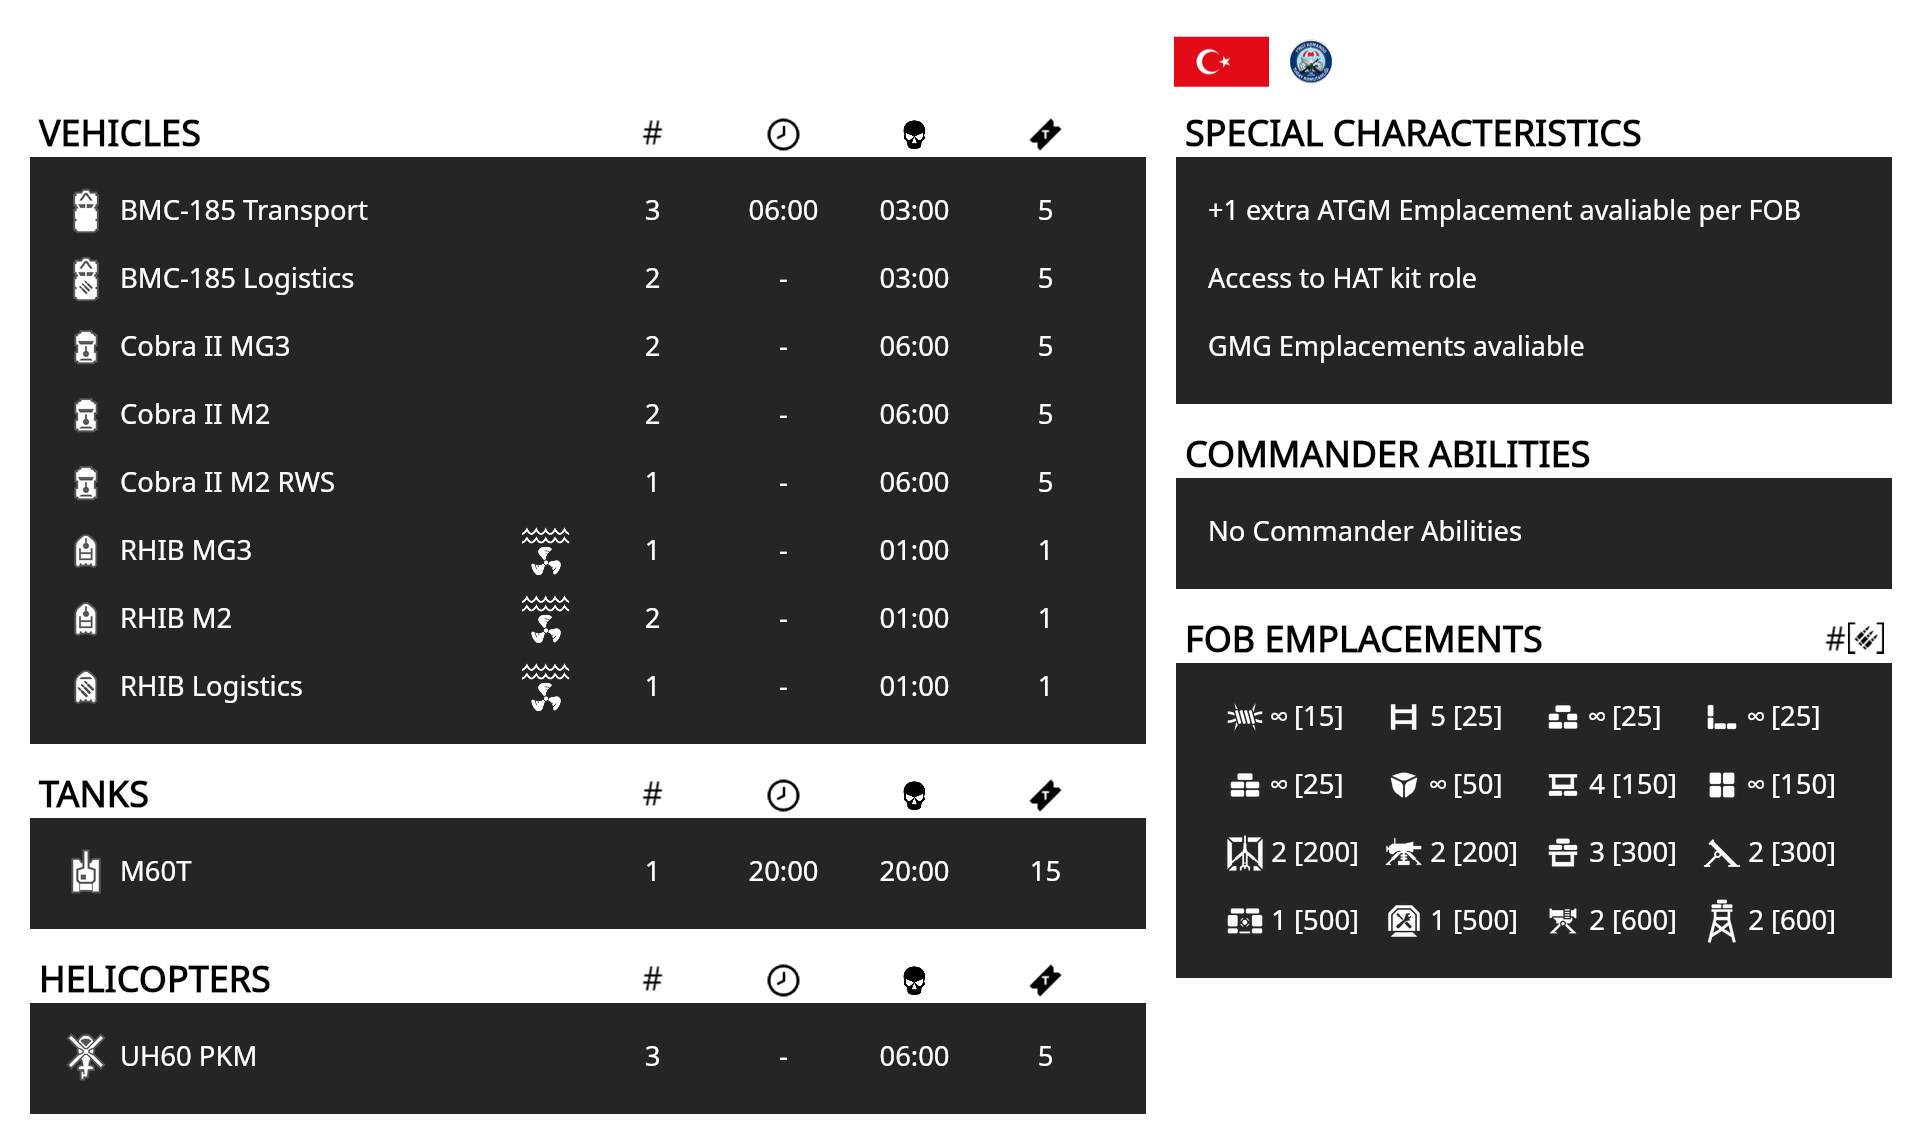 VEHICLES #
BMC-185 Transport 3 06:00 03:00 5
BMC-185 Logistics 2 - 03:00 5
Cobra II MG3 2 - 06:00 5
Cobra II M2 2 - 06:00 5
Cobra II M2 RWS 1 - 06:00 5
RHIB MG3 1 - 01:00 1
RHIB M2 2 - 01:00 1
RHIB Logistics 1 - 01:00 1
TANKS #
M60T 1 20:00 20:00 15
HELICOPTERS #
UH60 PKM 3 - 06:00 5
SPECIAL CHARACTERISTICS
+1 extra ATGM Emplacement avaliable per FOB
Access to HAT kit role
GMG Emplacements avaliable
COMMANDER ABILITIES
No Commander Abilities
FOB EMPLACEMENTS #[]
∞ [15] 5 [25] ∞ [25] ∞ [25]
∞ [25] ∞ [50] 4 [150] ∞ [150]
2 [200] 2 [200] 3 [300] 2 [300]
1 [500] 1 [500] 2 [600] 2 [600]